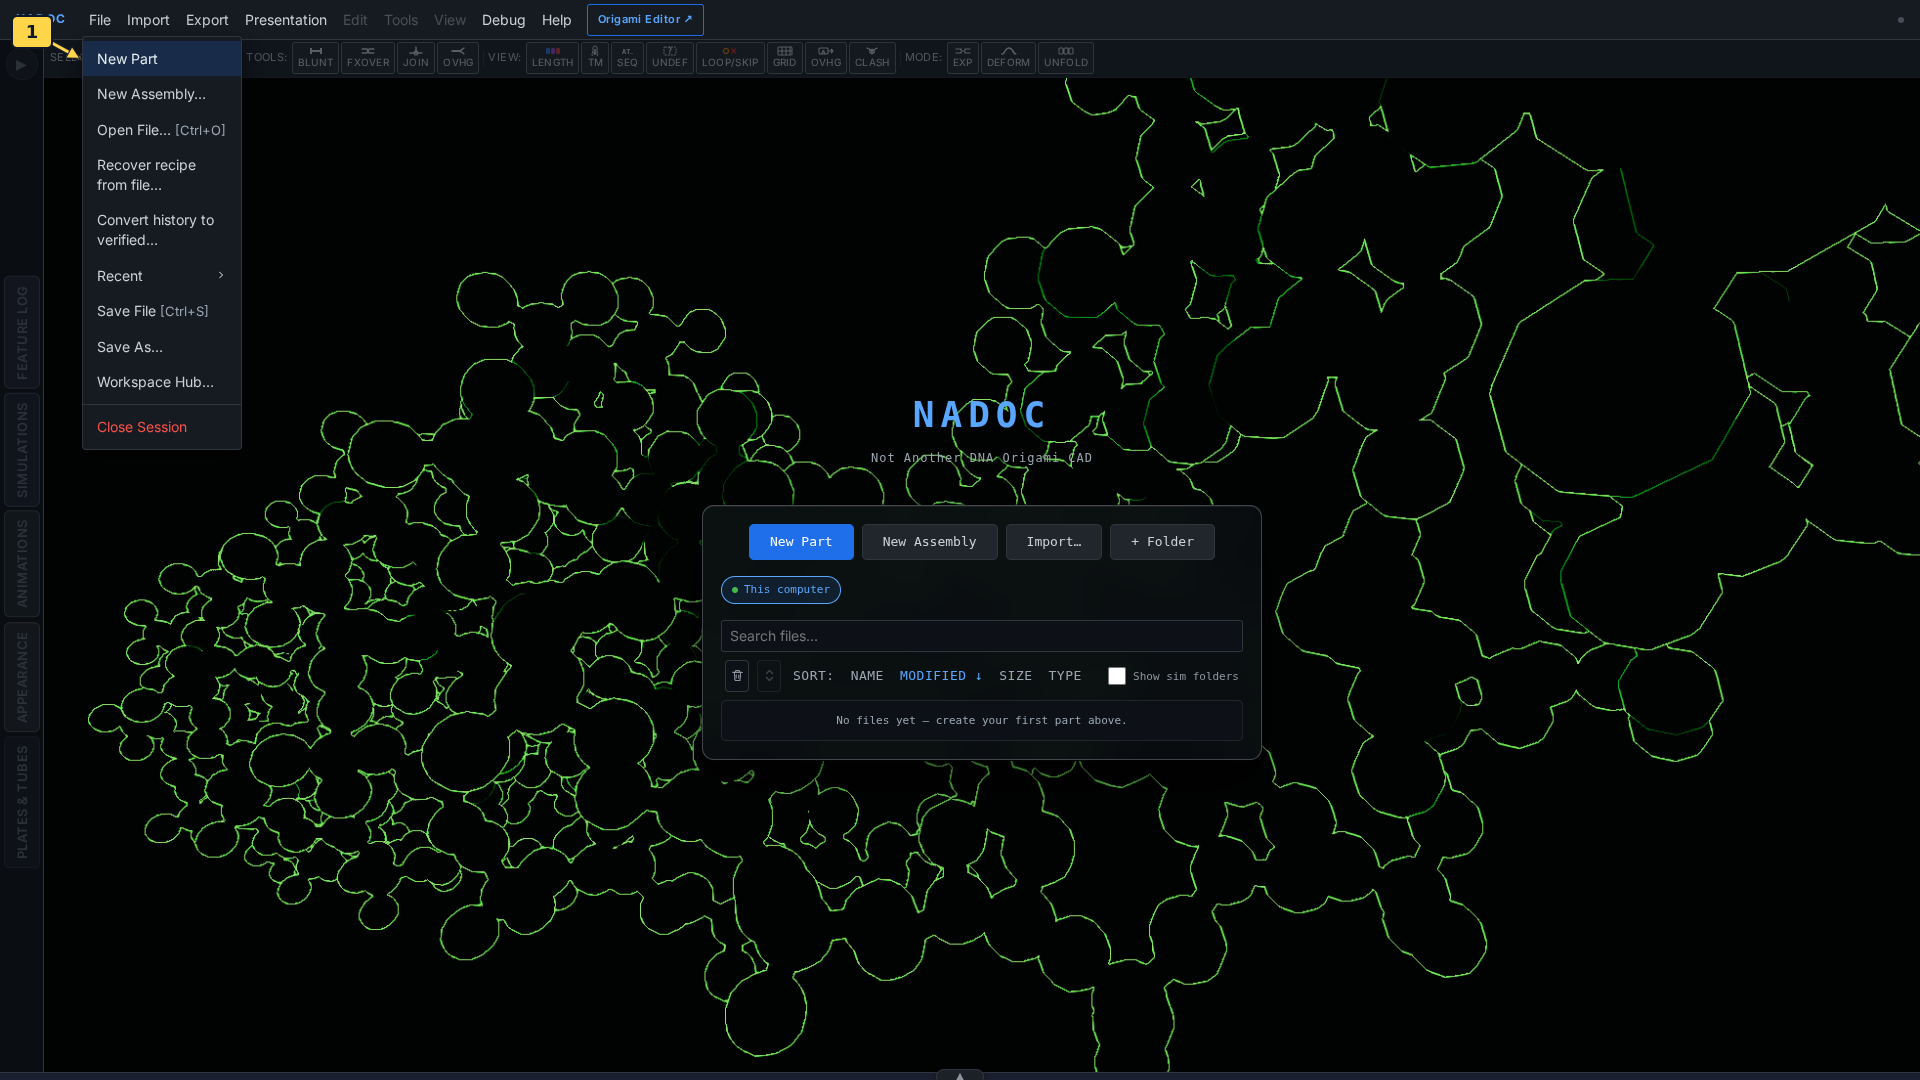 File Import Export Presentation Edit Tools View Debug Help Origami Editor ↗
1
TOOLS: BLUNT FXOVER JOIN OVHG VIEW: LENGTH TM SEQ UNDEF LOOP/SKIP GRID OVHG CLASH MODE: EXP DEFORM UNFOLD
New Part
New Assembly...
Open File... [Ctrl+O]
Recover recipe
from file...
Convert history to
verified...
Recent ›
Save File [Ctrl+S]
Save As...
Workspace Hub...
Close Session
FEATURE LOG
SIMULATIONS
ANIMATIONS
APPEARANCE
PLATES & TUBES
NADOC
Not Another DNA Origami CAD
New Part New Assembly Import… + Folder
This computer
Search files...
SORT: NAME MODIFIED ↓ SIZE TYPE Show sim folders
No files yet — create your first part above.